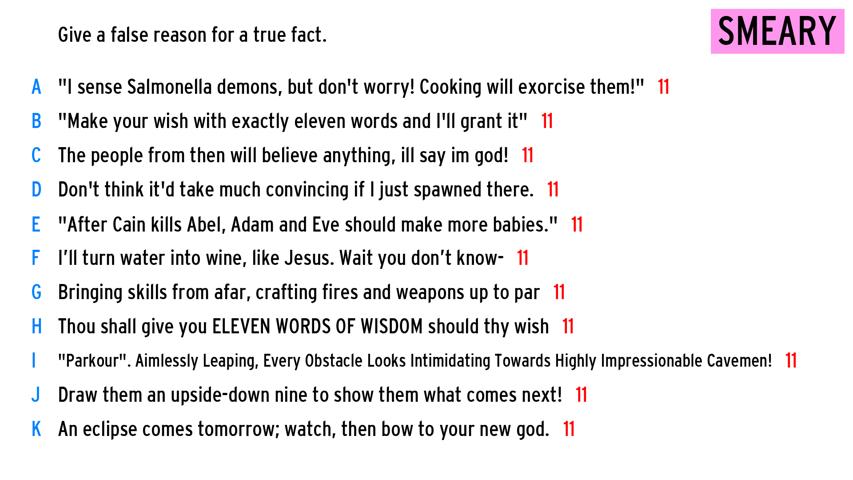 Give a false reason for a true fact.
SMEARY
A "I sense Salmonella demons, but don't worry! Cooking will exorcise them!" 11
B "Make your wish with exactly eleven words and I'll grant it" 11
C The people from then will believe anything, ill say im god! 11
D Don't think it'd take much convincing if I just spawned there. 11
E "After Cain kills Abel, Adam and Eve should make more babies." 11
F I’ll turn water into wine, like Jesus. Wait you don’t know- 11
G Bringing skills from afar, crafting fires and weapons up to par 11
H Thou shall give you ELEVEN WORDS OF WISDOM should thy wish 11
I "Parkour". Aimlessly Leaping, Every Obstacle Looks Intimidating Towards Highly Impressionable Cavemen! 11
J Draw them an upside-down nine to show them what comes next! 11
K An eclipse comes tomorrow; watch, then bow to your new god. 11